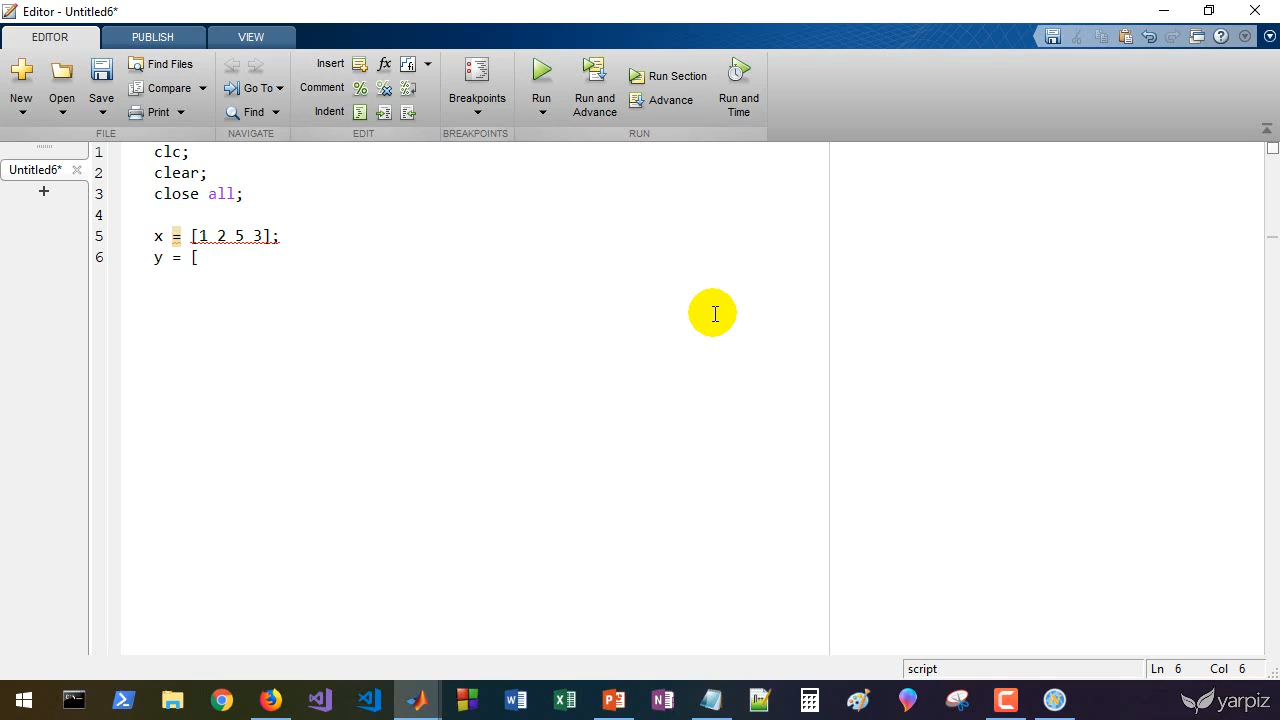 Editor - Untitled6*
EDITOR PUBLISH VIEW
New Open Save Find Files Compare Print
Go To Find
Insert Comment Indent
Breakpoints
Run Run and Advance Run Section Advance Run and Time
FILE NAVIGATE EDIT BREAKPOINTS RUN
Untitled6*
1 clc;
2 clear;
3 close all;
4
5 x = [1 2 5 3];
6 y = [
script Ln 6 Col 6
yarpiz